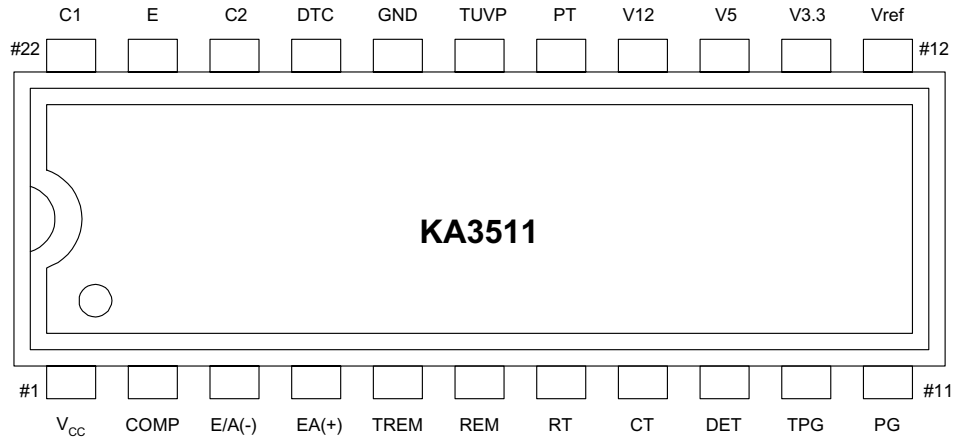 C1 E C2 DTC GND TUVP PT V12 V5 V3.3 Vref
#22 #12
KA3511
#1 #11
VCC COMP E/A(-) EA(+) TREM REM RT CT DET TPG PG